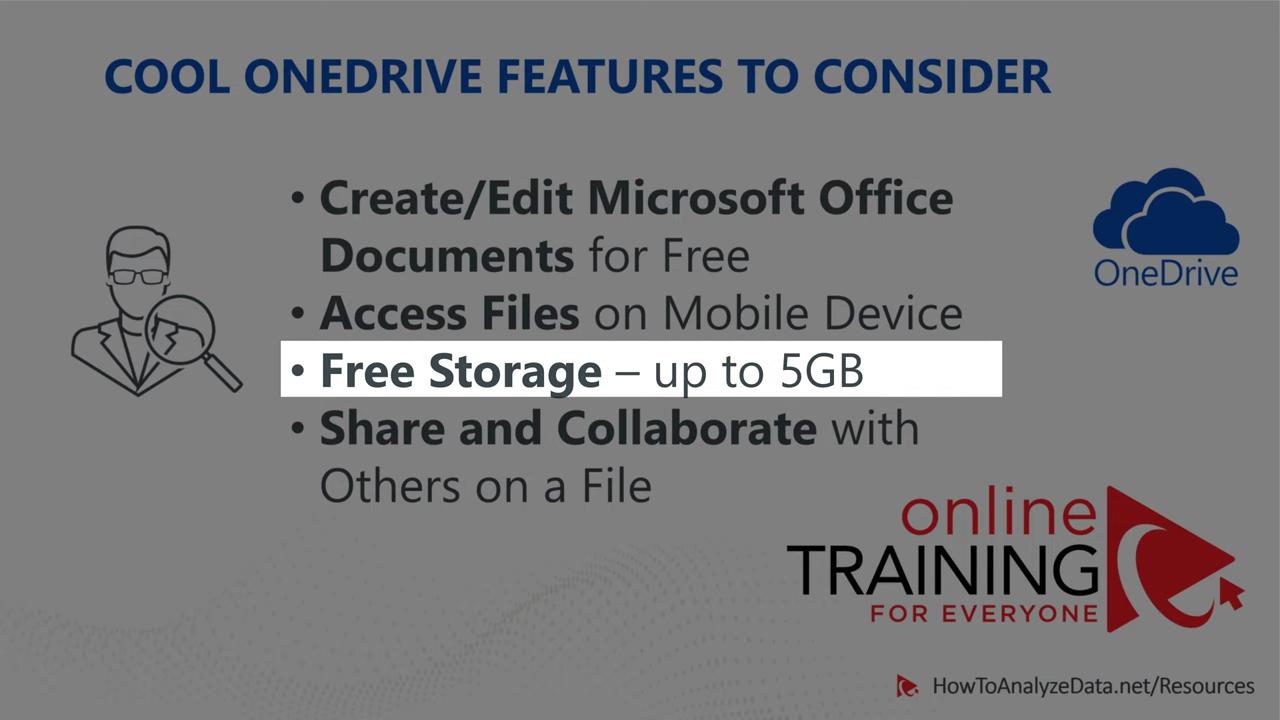 COOL ONEDRIVE FEATURES TO CONSIDER
• Create/Edit Microsoft Office
Documents for Free
• Access Files on Mobile Device
• Free Storage – up to 5GB
• Share and Collaborate with
Others on a File
OneDrive
online
TRAINING
FOR EVERYONE
HowToAnalyzeData.net/Resources